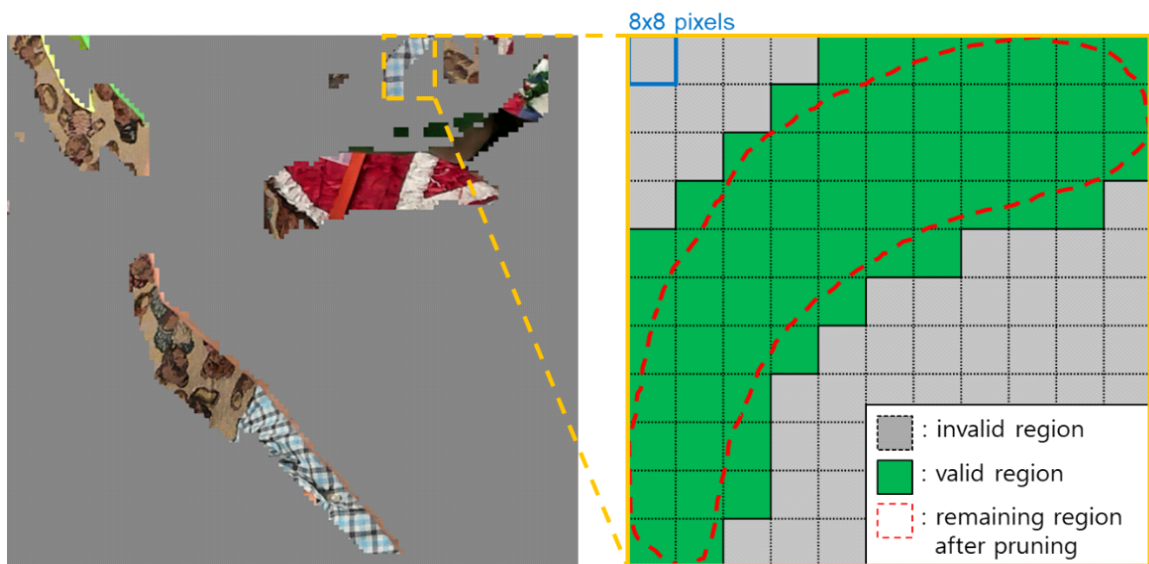 8x8 pixels
: invalid region
: valid region
: remaining region
after pruning